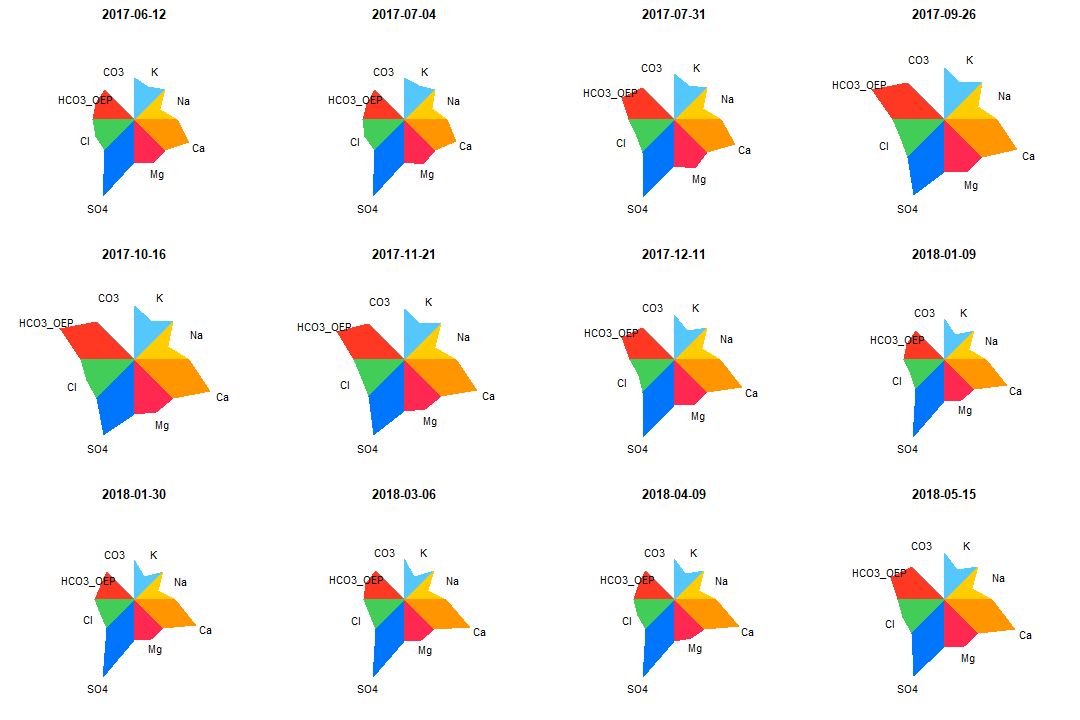 2017-06-12
CO3 K
HCO3_OEP Na
Cl Ca
Mg
SO4
2017-07-04
CO3 K
HCO3_OEP Na
Cl Ca
Mg
SO4
2017-07-31
CO3 K
HCO3_OEP Na
Cl Ca
Mg
SO4
2017-09-26
CO3 K
HCO3_OEP Na
Cl Ca
Mg
SO4
2017-10-16
CO3 K
HCO3_OEP Na
Cl Ca
Mg
SO4
2017-11-21
CO3 K
HCO3_OEP Na
Cl Ca
Mg
SO4
2017-12-11
CO3 K
HCO3_OEP Na
Cl Ca
Mg
SO4
2018-01-09
CO3 K
HCO3_OEP Na
Cl Ca
Mg
SO4
2018-01-30
CO3 K
HCO3_OEP Na
Cl Ca
Mg
SO4
2018-03-06
CO3 K
HCO3_OEP Na
Cl Ca
Mg
SO4
2018-04-09
CO3 K
HCO3_OEP Na
Cl Ca
Mg
SO4
2018-05-15
CO3 K
HCO3_OEP Na
Cl Ca
Mg
SO4